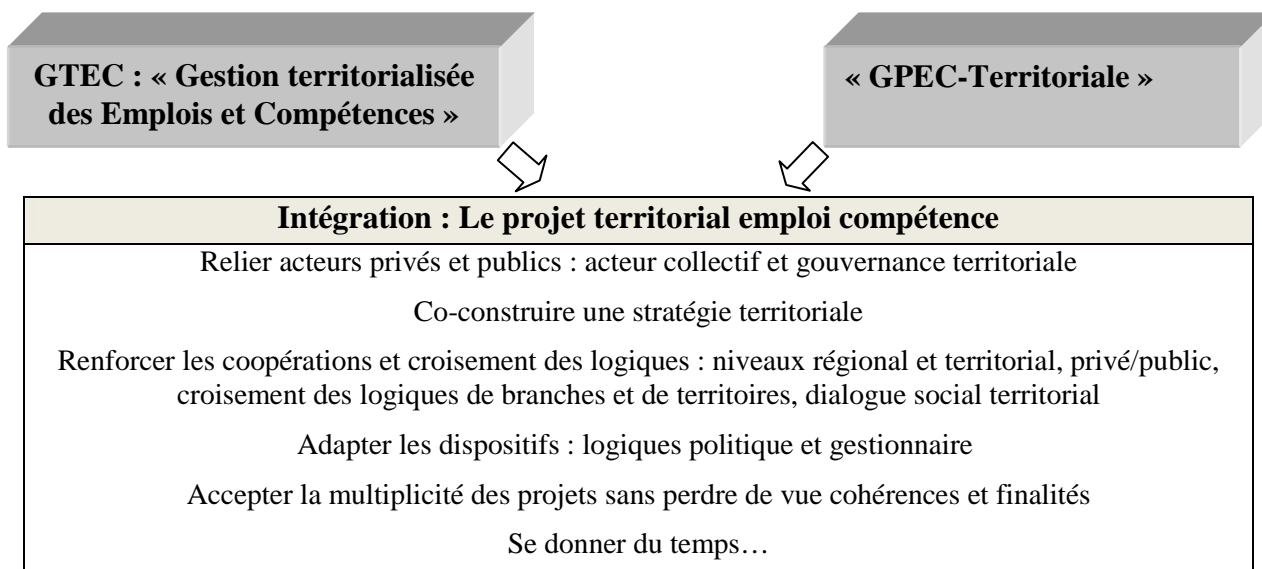 GTEC : « Gestion territorialisée
des Emplois et Compétences »
« GPEC-Territoriale »
Intégration : Le projet territorial emploi compétence
Relier acteurs privés et publics : acteur collectif et gouvernance territoriale
Co-construire une stratégie territoriale
Renforcer les coopérations et croisement des logiques : niveaux régional et territorial, privé/public,
croisement des logiques de branches et de territoires, dialogue social territorial
Adapter les dispositifs : logiques politique et gestionnaire
Accepter la multiplicité des projets sans perdre de vue cohérences et finalités
Se donner du temps…